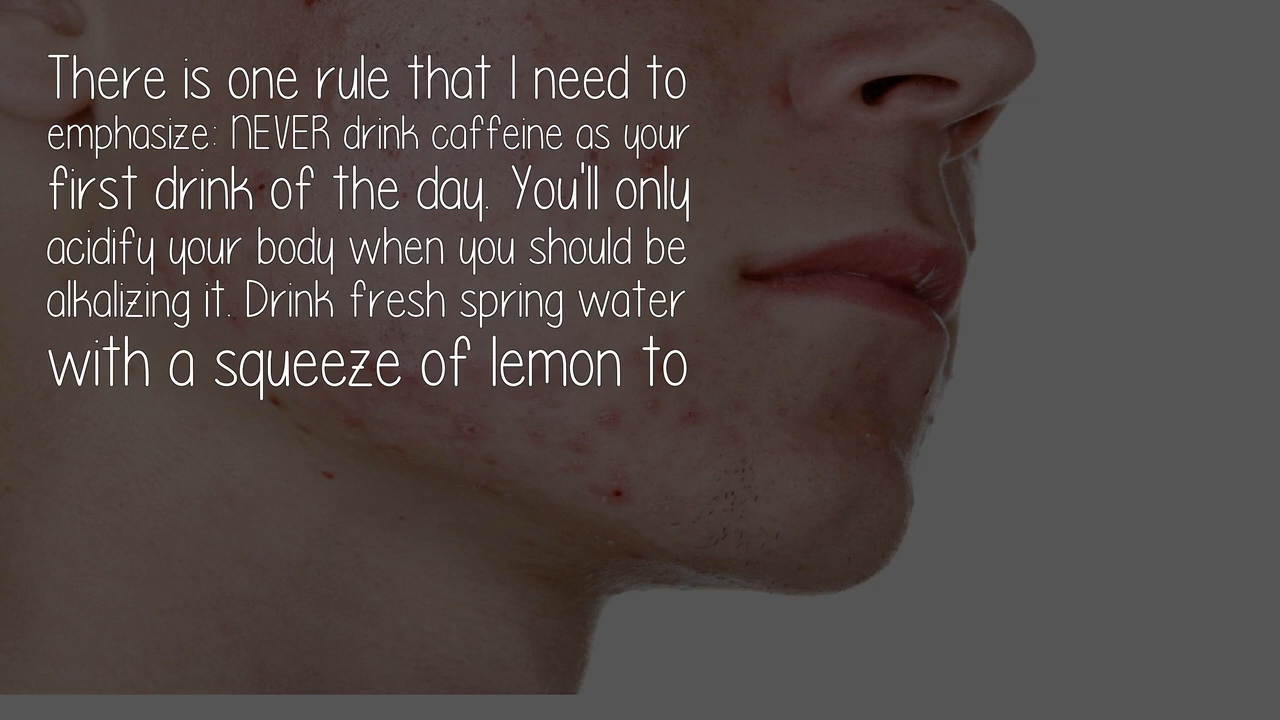 There is one rule that I need to
emphasize: NEVER drink caffeine as your
first drink of the day. You'll only
acidify your body when you should be
alkalizing it. Drink fresh spring water
with a squeeze of lemon to